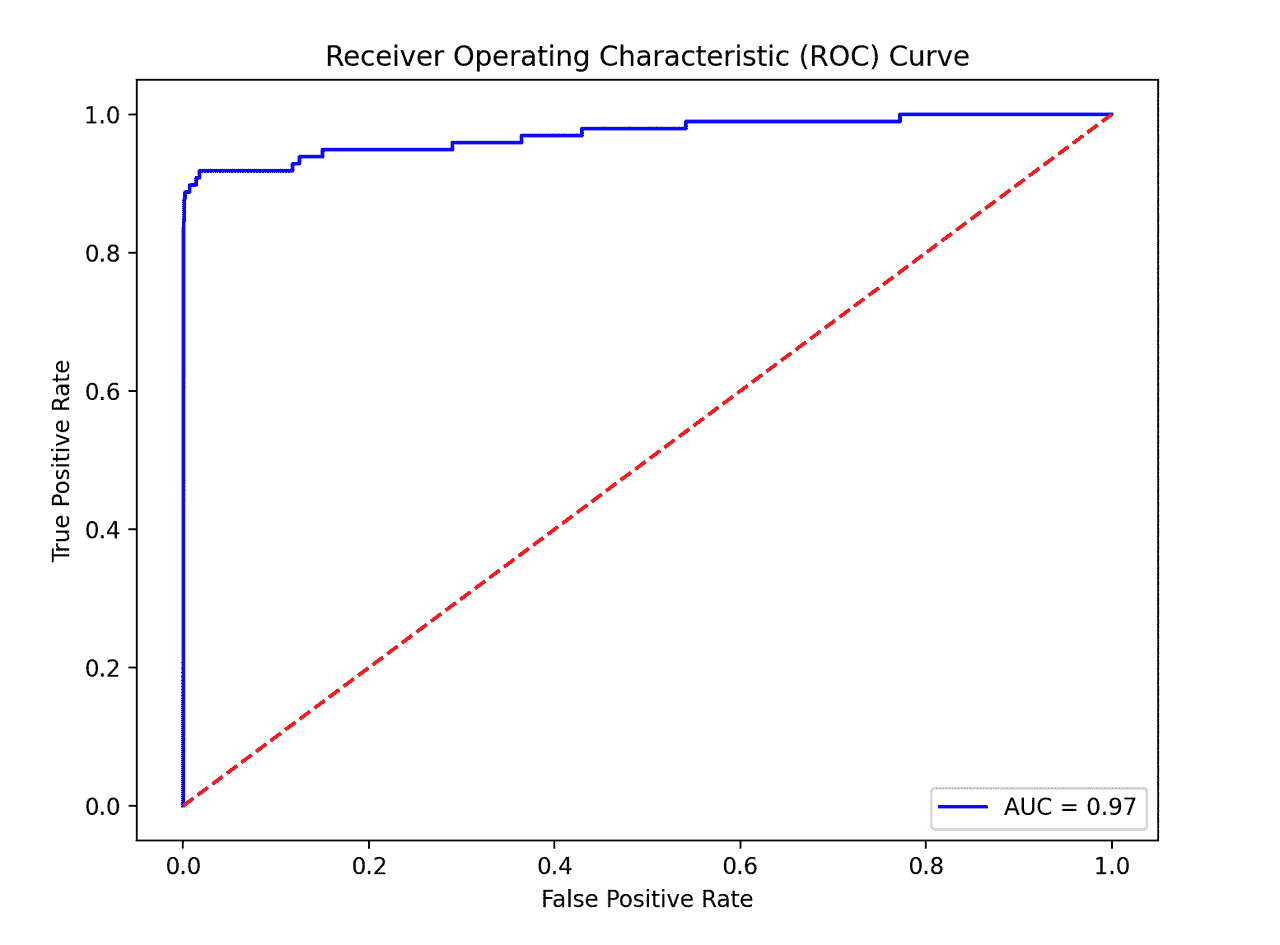 Receiver Operating Characteristic (ROC) Curve
True Positive Rate
1.0
0.8
0.6
0.4
0.2
0.0
AUC = 0.97
0.0 0.2 0.4 0.6 0.8 1.0
False Positive Rate